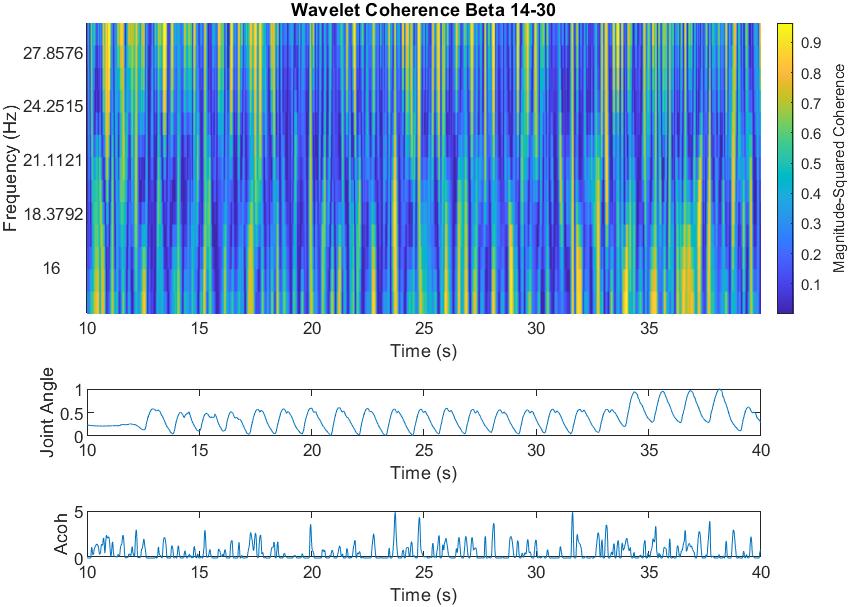 Wavelet Coherence Beta 14-30
Frequency (Hz)
27.8576
24.2515
21.1121
18.3792
16
10 15 20 25 30 35
Time (s)
0.9
0.8
0.7
0.6
0.5
0.4
0.3
0.2
0.1
Magnitude-Squared Coherence
Joint Angle
1
0.5
0
10 15 20 25 30 35 40
Time (s)
Acoh
5
0
10 15 20 25 30 35 40
Time (s)